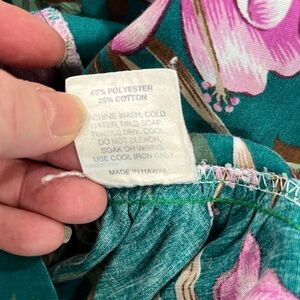 65% POLYESTER
35% COTTON
MACHINE WASH, COLD
WATER, MILD SOAP.
TUMBLE DRY, COOL
DO NOT BLEACH,
SOAK OR WRING.
USE COOL IRON ONLY
MADE IN HAWAII